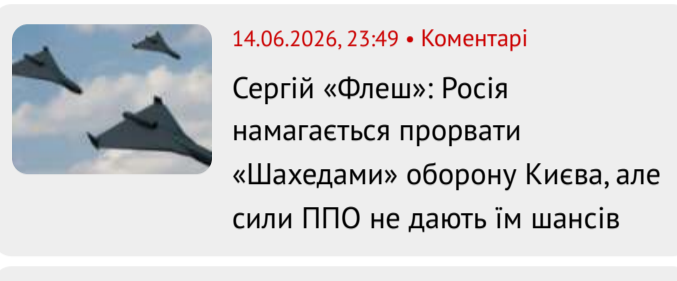 14.06.2026, 23:49 • Коментарі
Сергій «Флеш»: Росія
намагається прорвати
«Шахедами» оборону Києва, але
сили ППО не дають їм шансів